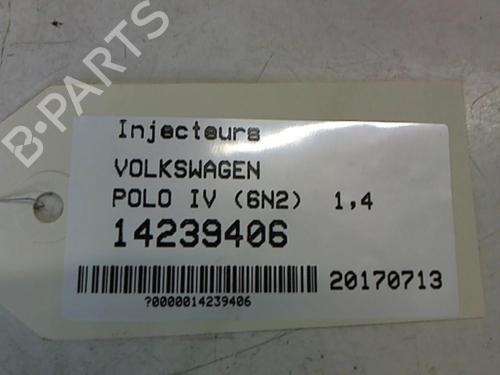 B-PARTS
Injecteurs
VOLKSWAGEN
POLO IV (6N2) 1,4
14239406
20170713
?0000014239406